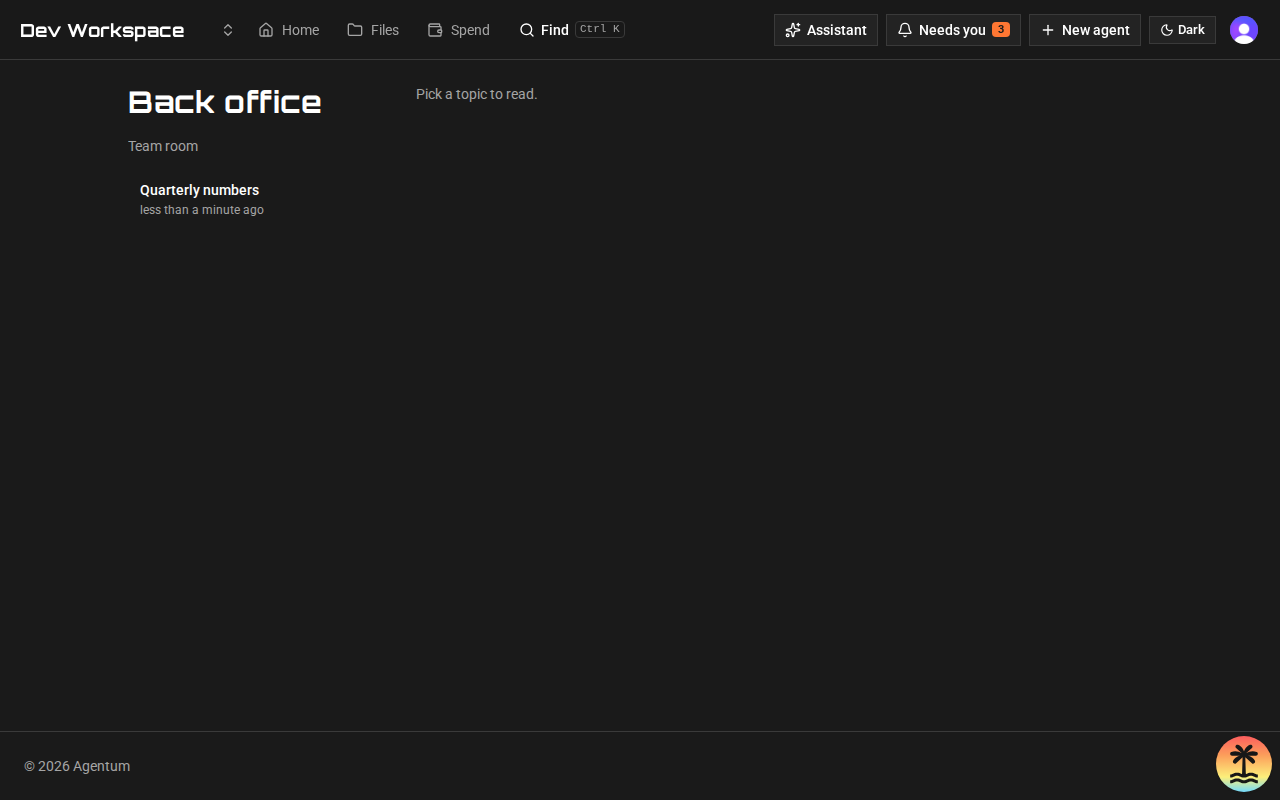 Dev Workspace
Home
Files
Spend
Find Ctrl K
Assistant
Needs you 3
New agent
Dark
Back office
Team room
Quarterly numbers
less than a minute ago
Pick a topic to read.
© 2026 Agentum